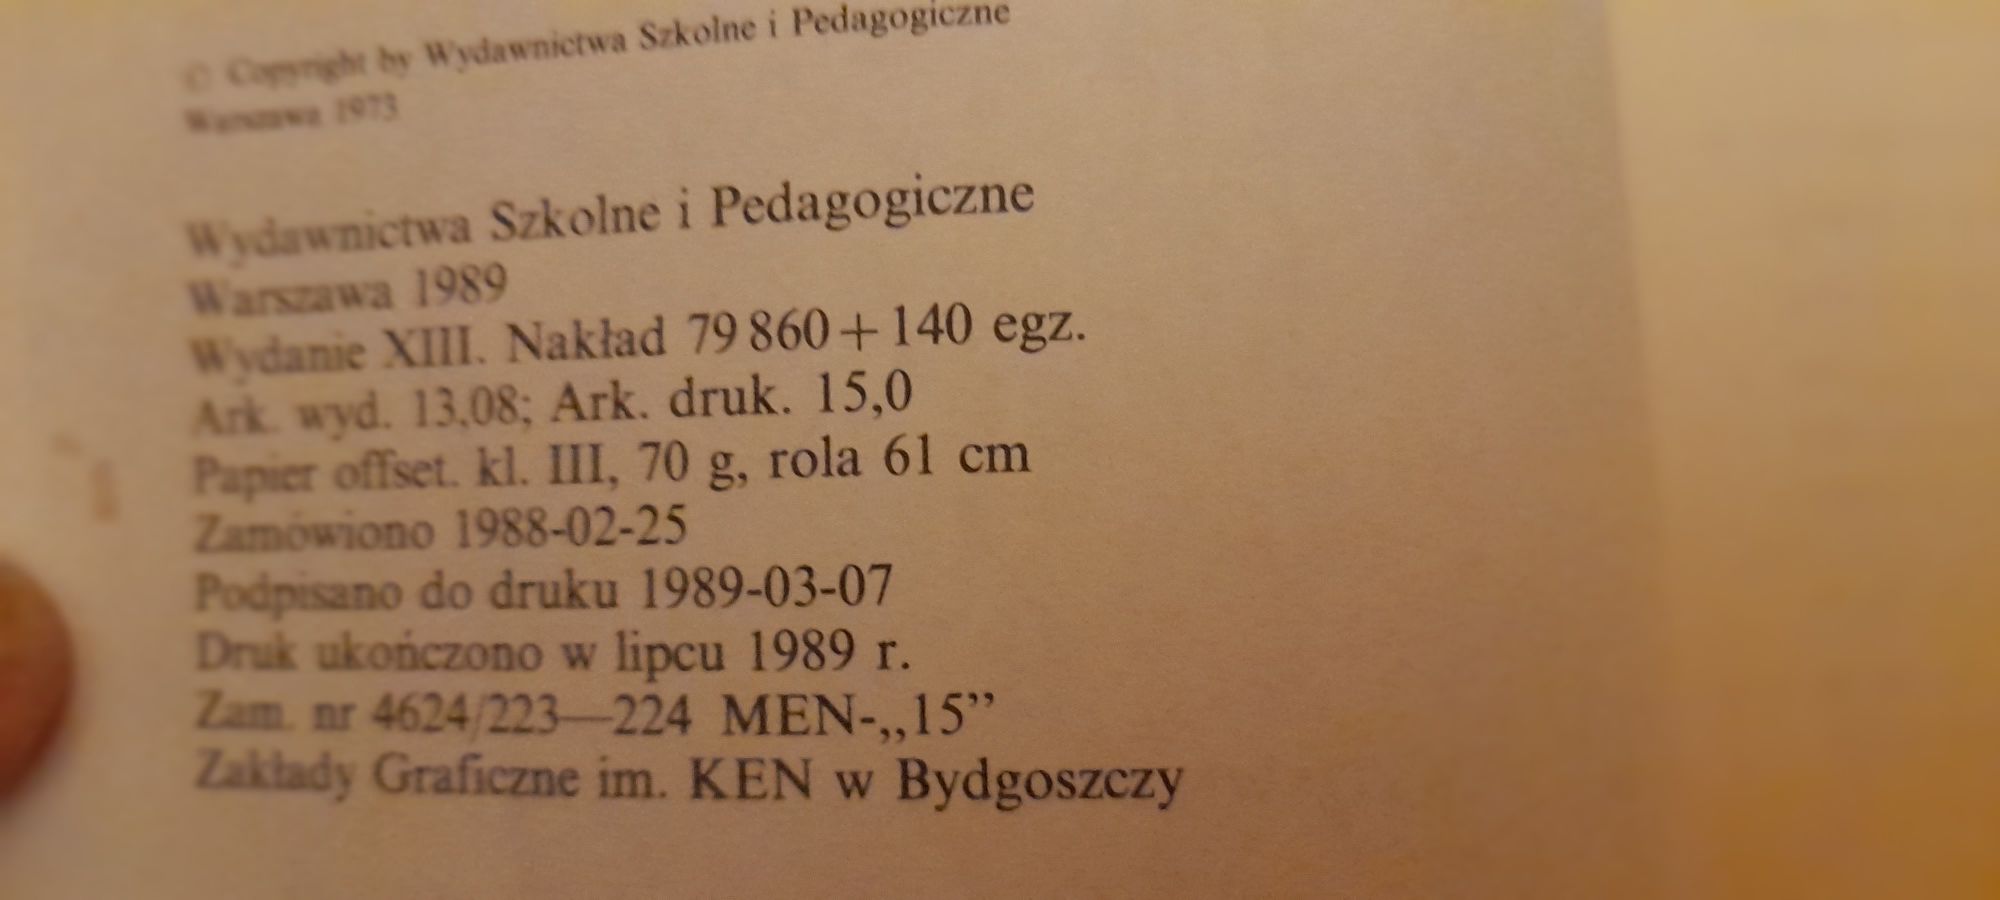 © Copyright by Wydawnictwa Szkolne i Pedagogiczne
Warszawa 1973
Wydawnictwa Szkolne i Pedagogiczne
Warszawa 1989
Wydanie XIII. Nakład 79 860 + 140 egz.
Ark. wyd. 13,08; Ark. druk. 15,0
Papier offset. kl. III, 70 g, rola 61 cm
Zamówiono 1988-02-25
Podpisano do druku 1989-03-07
Druk ukończono w lipcu 1989 r.
Zam. nr 4624/223—224 MEN-„15”
Zakłady Graficzne im. KEN w Bydgoszczy